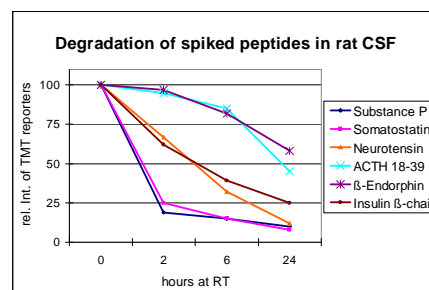 Degradation of spiked peptides in rat CSF
rel. Int. of TMT reporters
100
75
50
25
0
0 2 6 24
hours at RT
Substance P
Somatostatin
Neurotensin
ACTH 18-39
ß-Endorphin
Insulin ß-chai